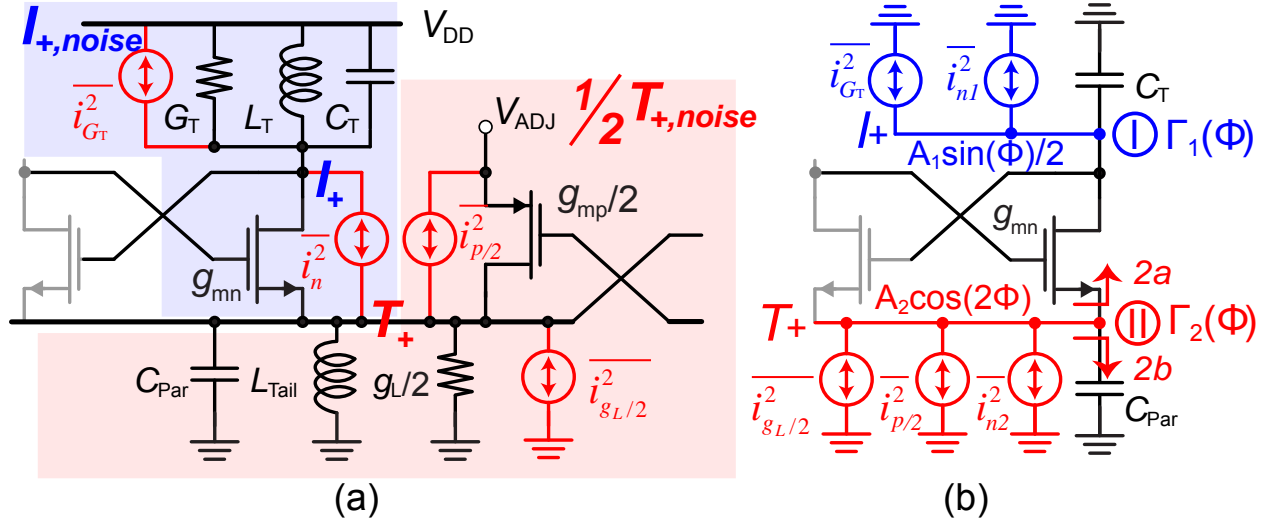 I+,noise
VDD
i²GT
GT
LT
CT
VADJ
½ T+,noise
I+
gmp/2
i²n
i²p/2
gmn
T+
CPar
LTail
gL/2
i²gL/2
(a)
i²GT
i²n1
CT
I+
A1sin(Φ)/2
I
Γ1(Φ)
gmn
2a
A2cos(2Φ)
T+
II
Γ2(Φ)
2b
i²gL/2
i²p/2
i²n2
CPar
(b)